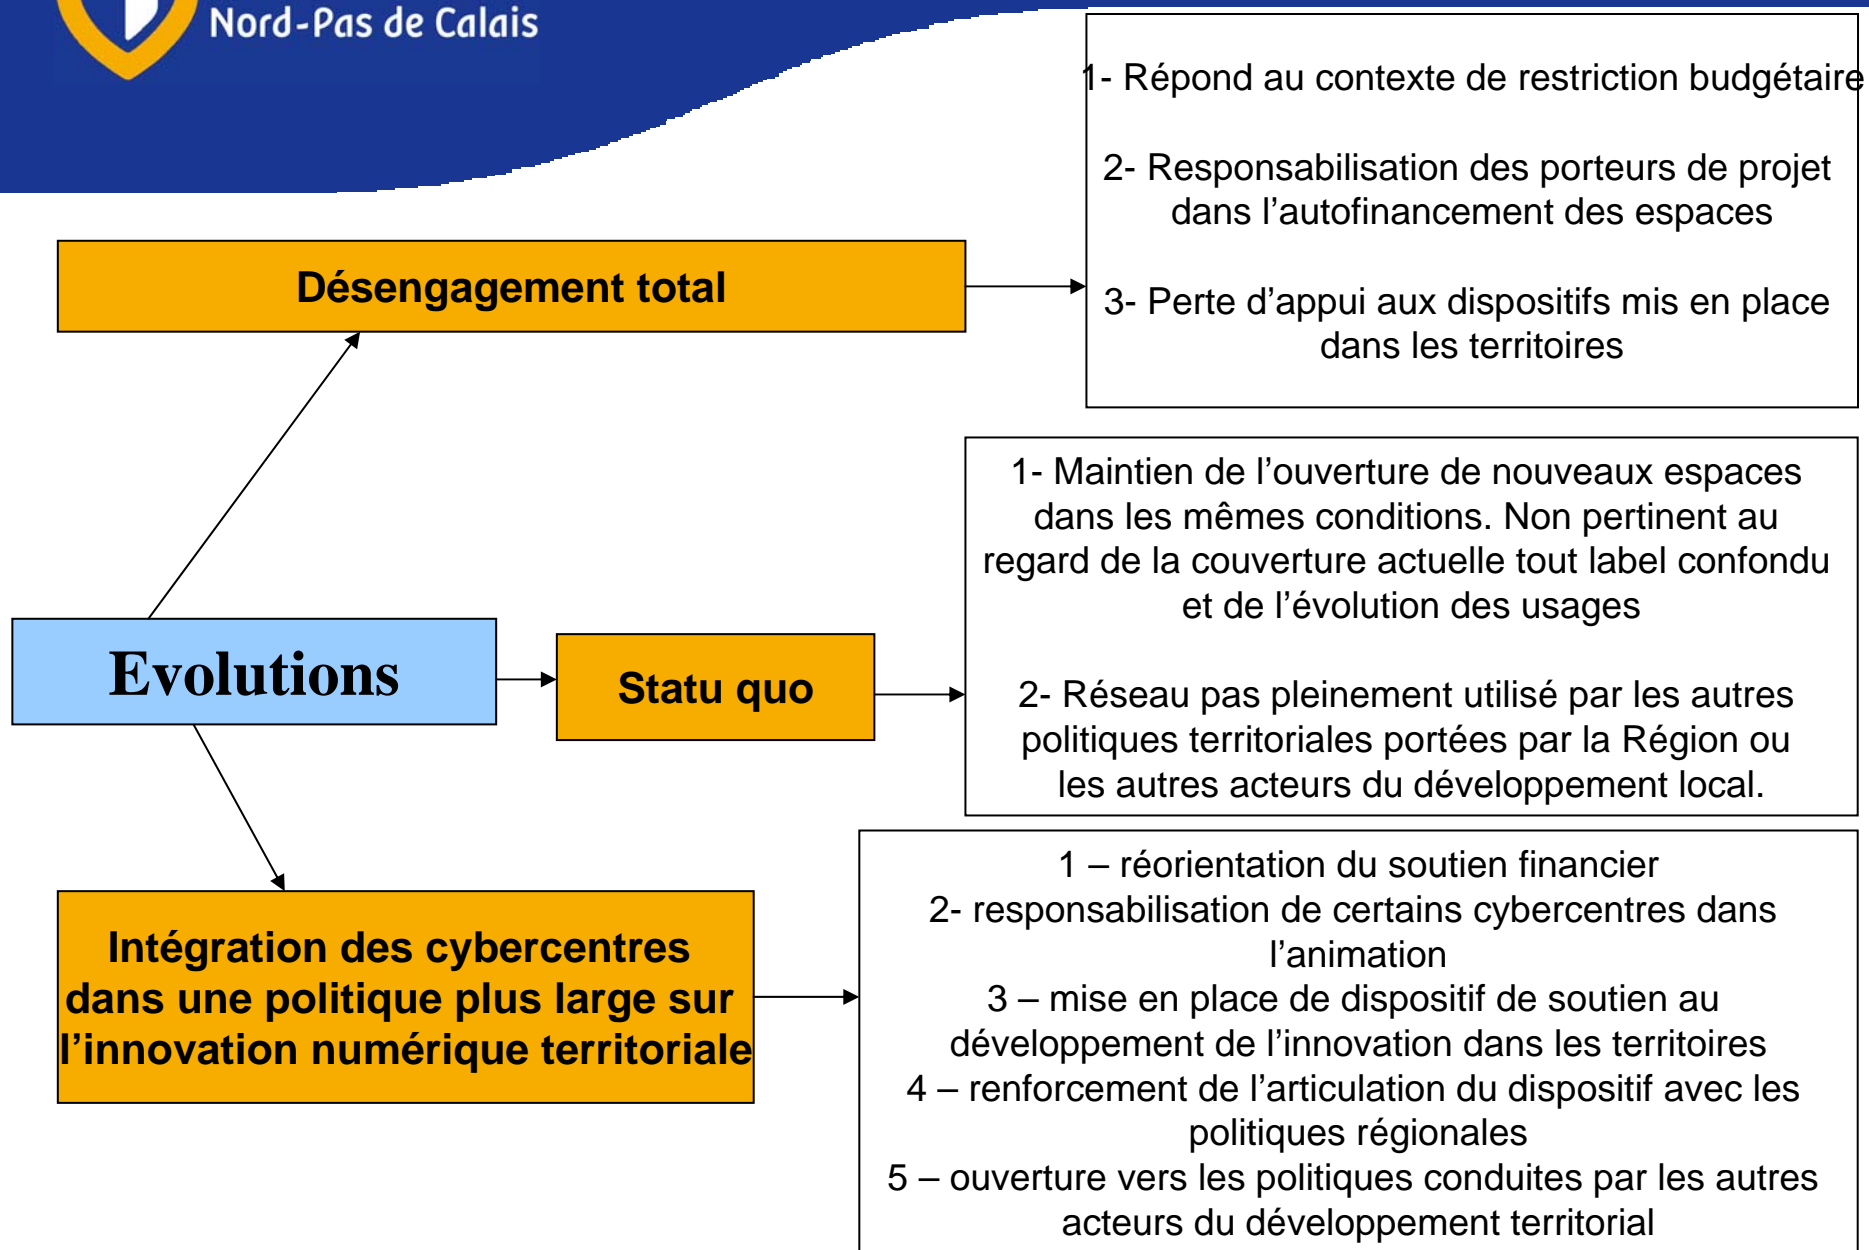 Nord-Pas de Calais
1- Répond au contexte de restriction budgétaire
2- Responsabilisation des porteurs de projet
dans l’autofinancement des espaces
3- Perte d’appui aux dispositifs mis en place
dans les territoires
Désengagement total
1- Maintien de l’ouverture de nouveaux espaces
dans les mêmes conditions. Non pertinent au
regard de la couverture actuelle tout label confondu
et de l’évolution des usages
2- Réseau pas pleinement utilisé par les autres
politiques territoriales portées par la Région ou
les autres acteurs du développement local.
Evolutions
Statu quo
Intégration des cybercentres
dans une politique plus large sur
l’innovation numérique territoriale
1 – réorientation du soutien financier
2- responsabilisation de certains cybercentres dans
l’animation
3 – mise en place de dispositif de soutien au
développement de l’innovation dans les territoires
4 – renforcement de l’articulation du dispositif avec les
politiques régionales
5 – ouverture vers les politiques conduites par les autres
acteurs du développement territorial